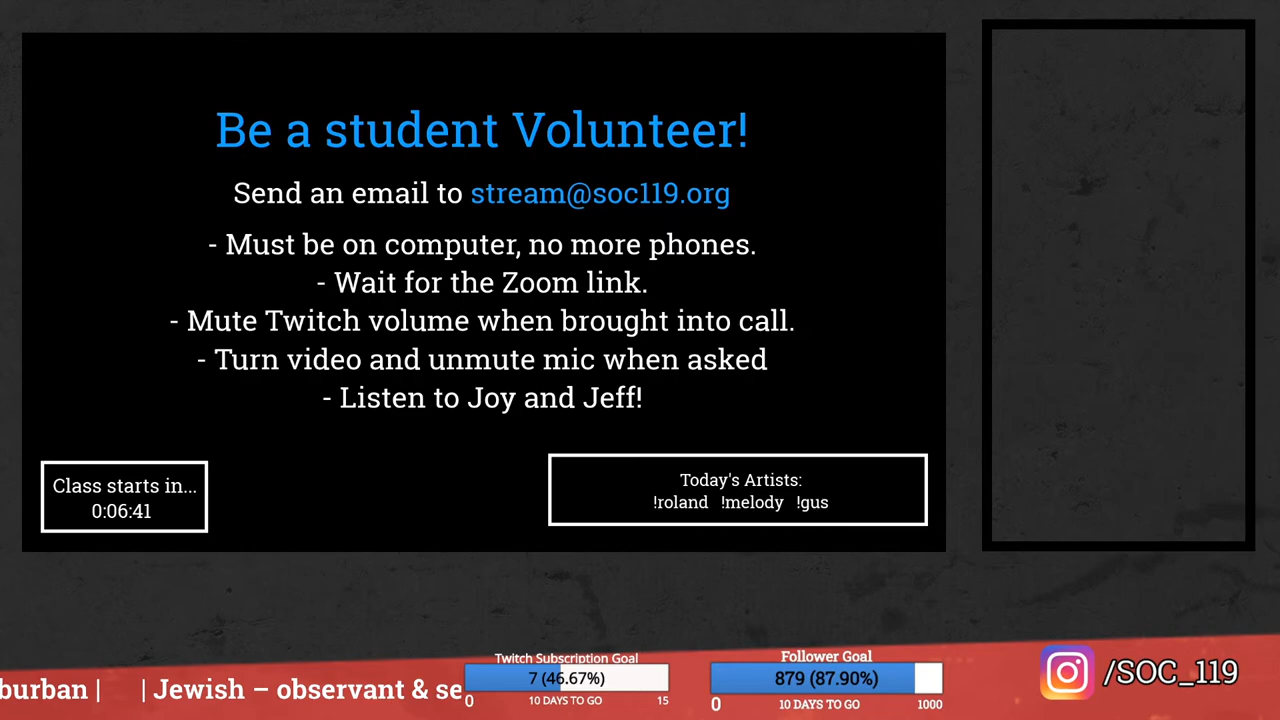 Be a student Volunteer!
Send an email to stream@soc119.org
- Must be on computer, no more phones.
- Wait for the Zoom link.
- Mute Twitch volume when brought into call.
- Turn video and unmute mic when asked
- Listen to Joy and Jeff!
Class starts in...
0:06:41
Today's Artists:
!roland !melody !gus
burban | | Jewish – observant & se
Twitch Subscription Goal
7 (46.67%)
0 10 DAYS TO GO 15
Follower Goal
879 (87.90%)
0 10 DAYS TO GO 1000
/SOC_119